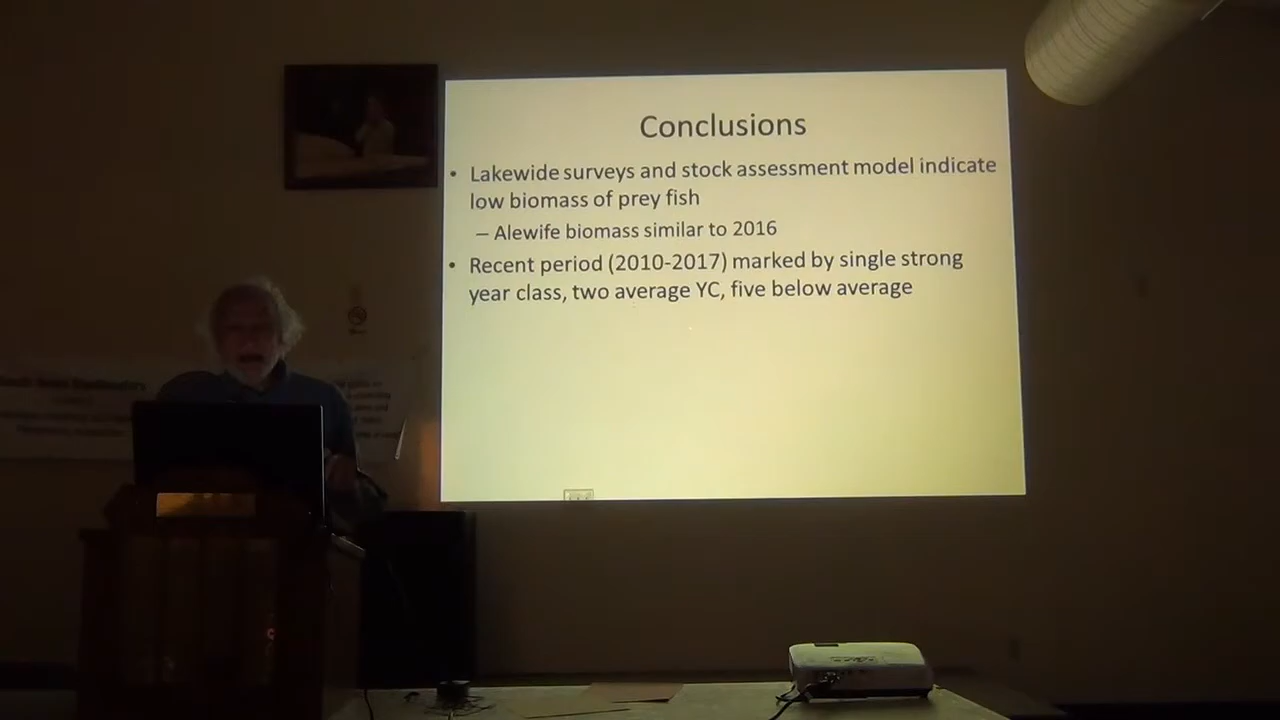 Conclusions
• Lakewide surveys and stock assessment model indicate
low biomass of prey fish
– Alewife biomass similar to 2016
• Recent period (2010-2017) marked by single strong
year class, two average YC, five below average